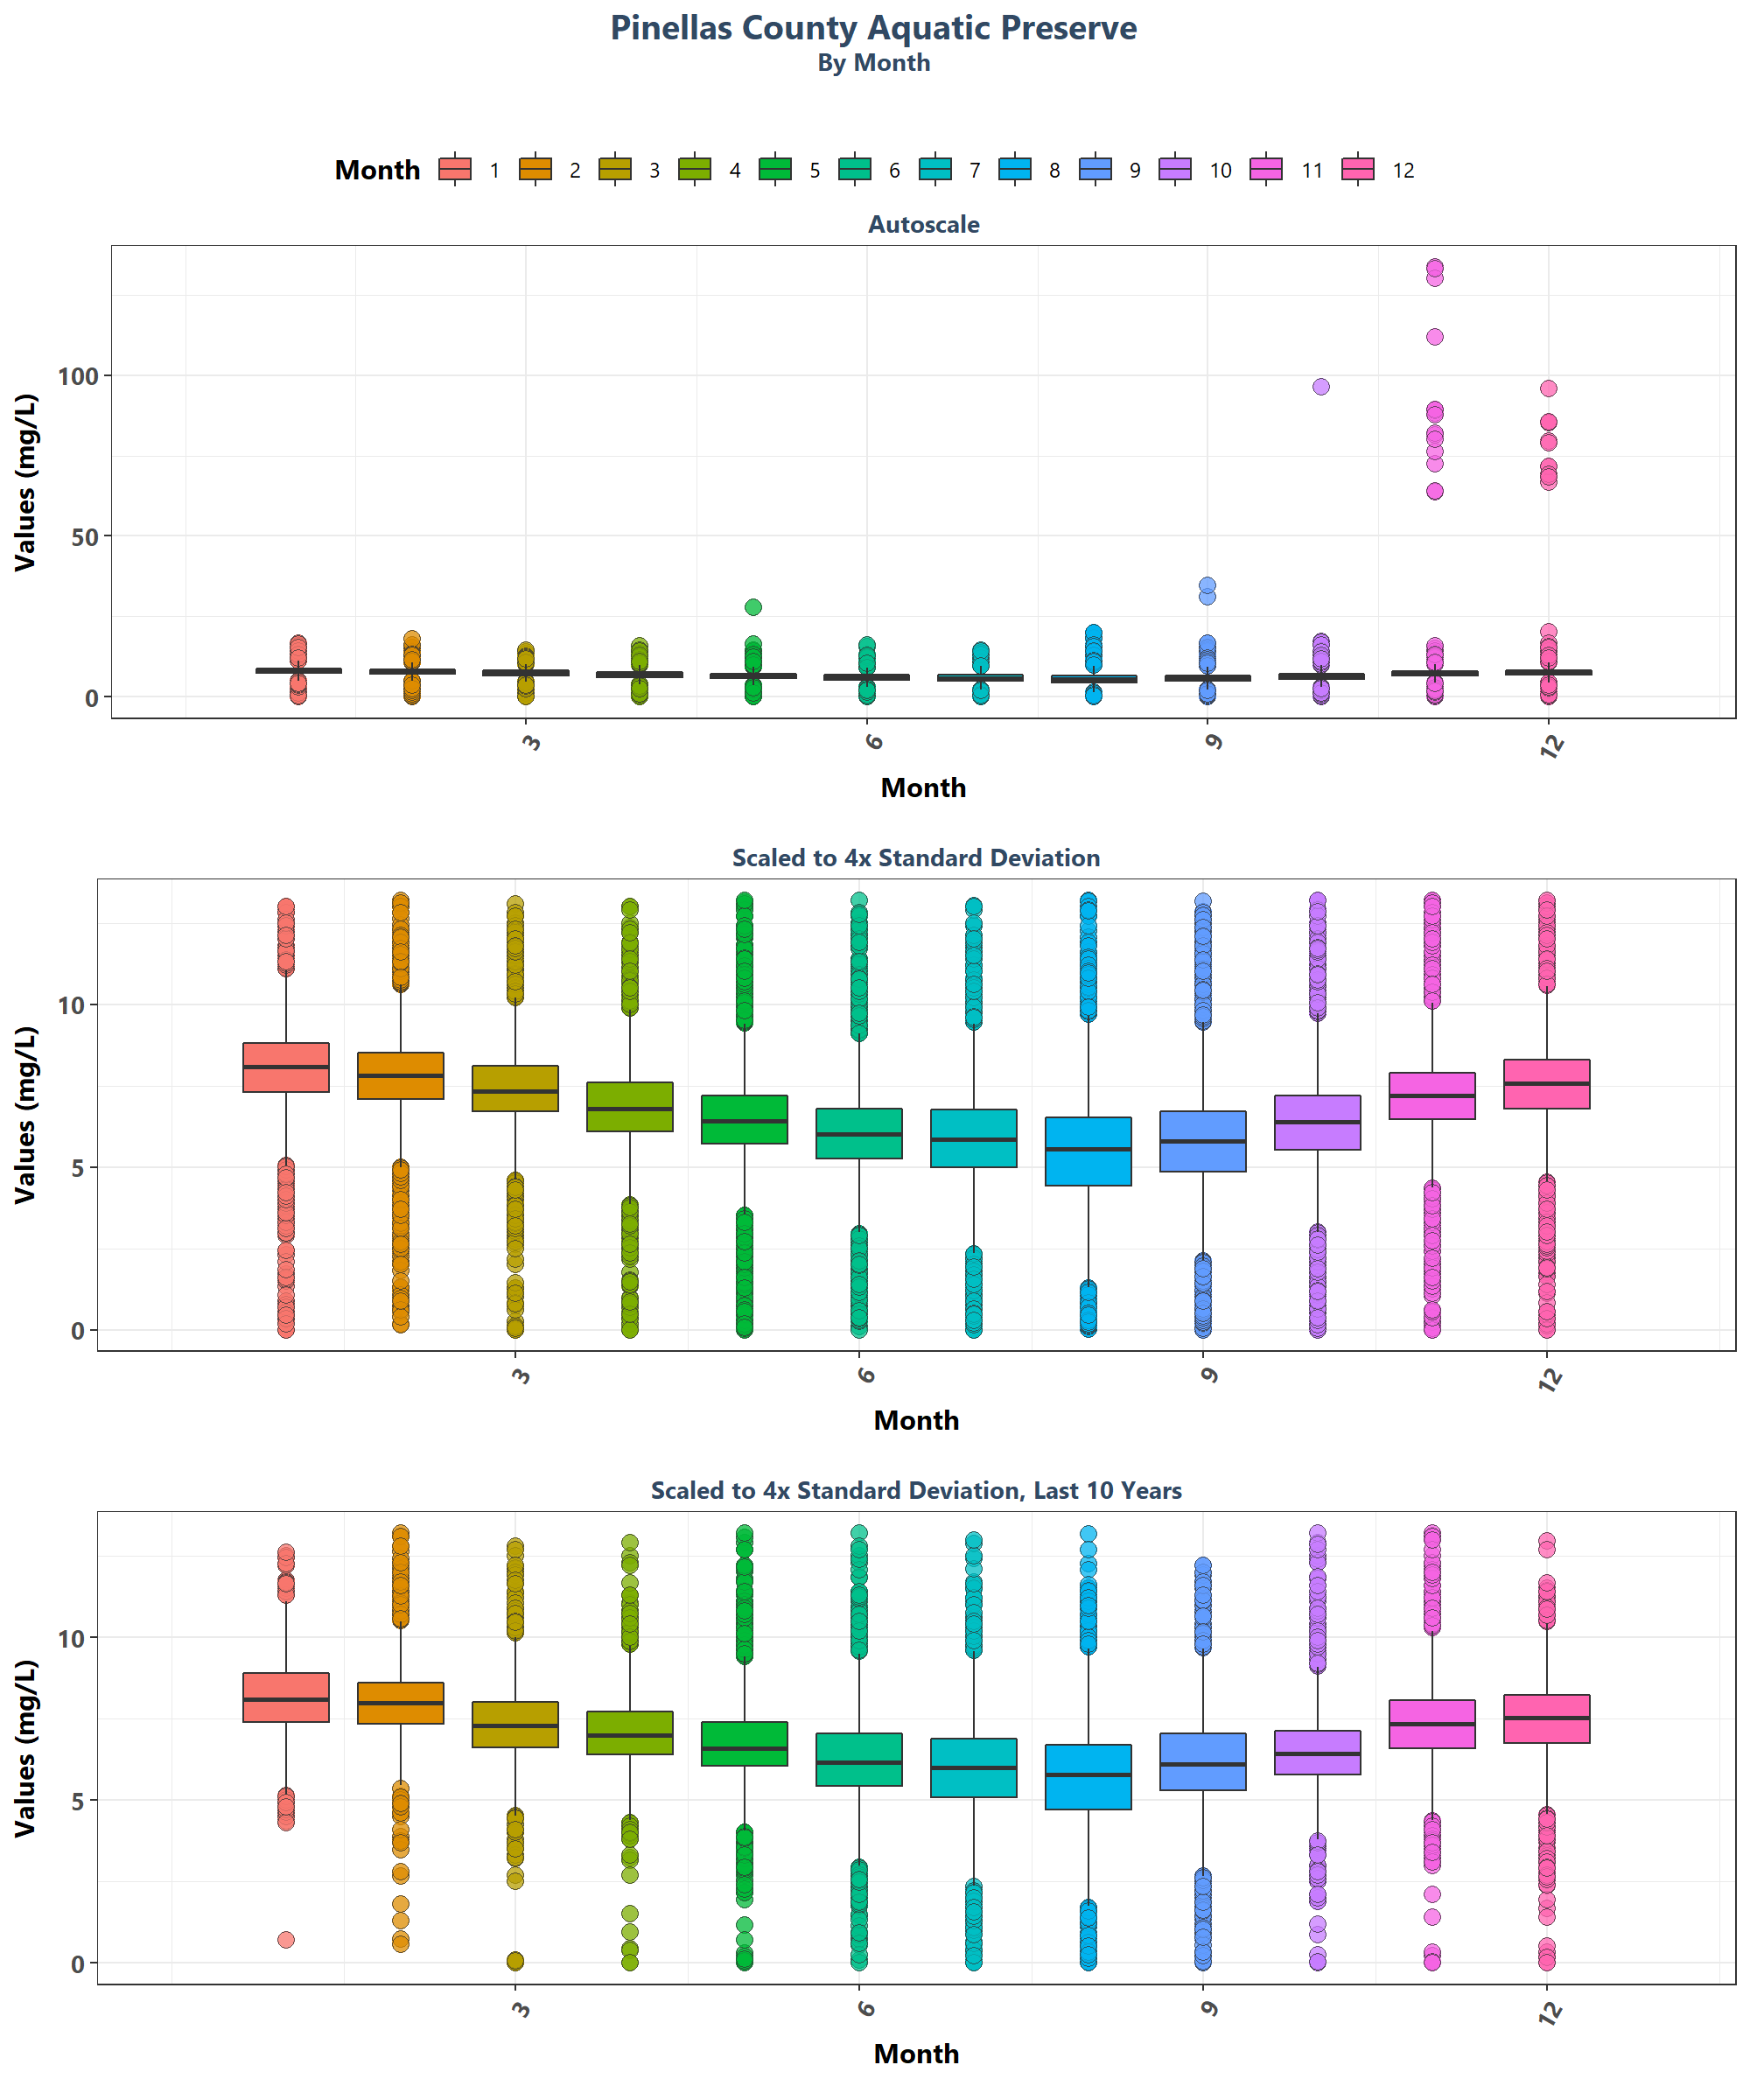 Pinellas County Aquatic Preserve
By Month
Month 1 2 3 4 5 6 7 8 9 10 11 12
Autoscale
Values (mg/L)
100
50
0
3 6 9 12
Month
Scaled to 4x Standard Deviation
Values (mg/L)
10
5
0
3 6 9 12
Month
Scaled to 4x Standard Deviation, Last 10 Years
Values (mg/L)
10
5
0
3 6 9 12
Month